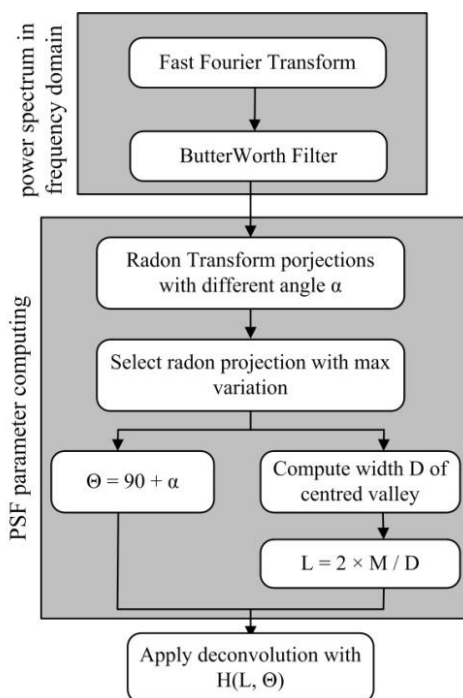 power spectrum in
frequency domain
Fast Fourier Transform
ButterWorth Filter
PSF parameter computing
Radon Transform porjections
with different angle α
Select radon projection with max
variation
Θ = 90 + α
Compute width D of
centred valley
L = 2 × M / D
Apply deconvolution with
H(L, Θ)